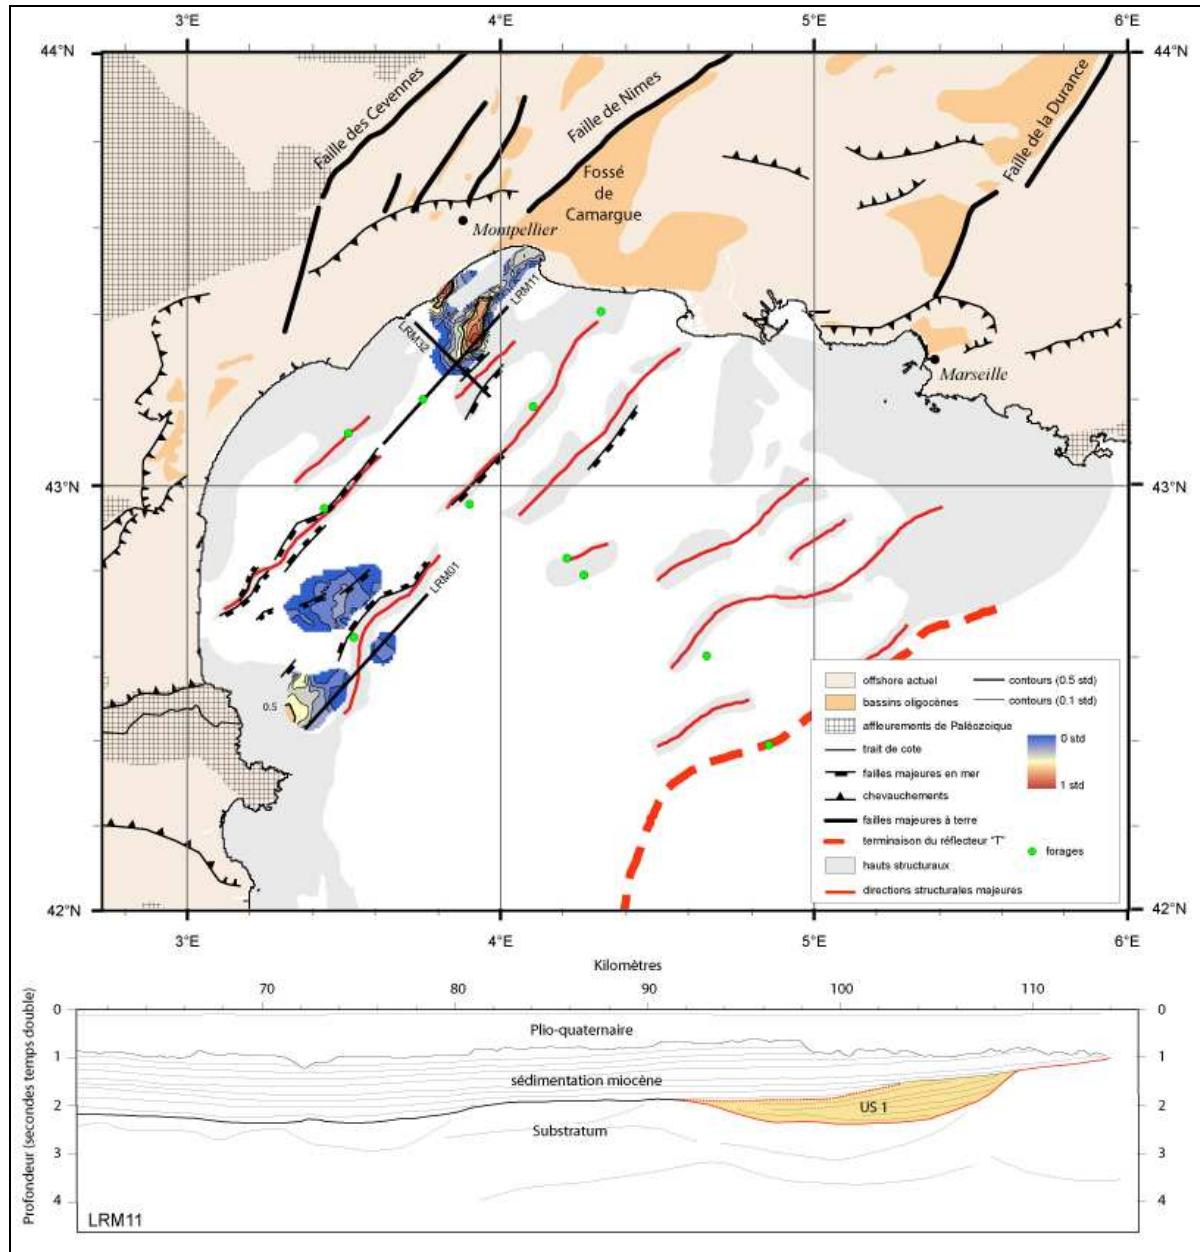 3°E 4°E 5°E 6°E
44°N 44°N
Faille des Cevennes
Faille de Nimes
Faille de la Durance
Fossé
de
Camargue
Montpellier
LRM11
LRM32
Marseille
43°N 43°N
LRM01
0.5
offshore actuel
contours (0.5 std)
bassins oligocènes
contours (0.1 std)
affleurements de Paléozoique
0 std
trait de cote
failles majeures en mer
1 std
chevauchements
failles majeures à terre
terminaison du réflecteur "T"
forages
hauts structuraux
directions structurales majeures
42°N 42°N
3°E 4°E 5°E 6°E
Kilomètres
70 80 90 100 110
Profondeur (secondes temps double)
0 0
Plio-quaternaire
1 1
sédimentation miocène
US 1
2 2
Substratum
3 3
4 4
LRM11